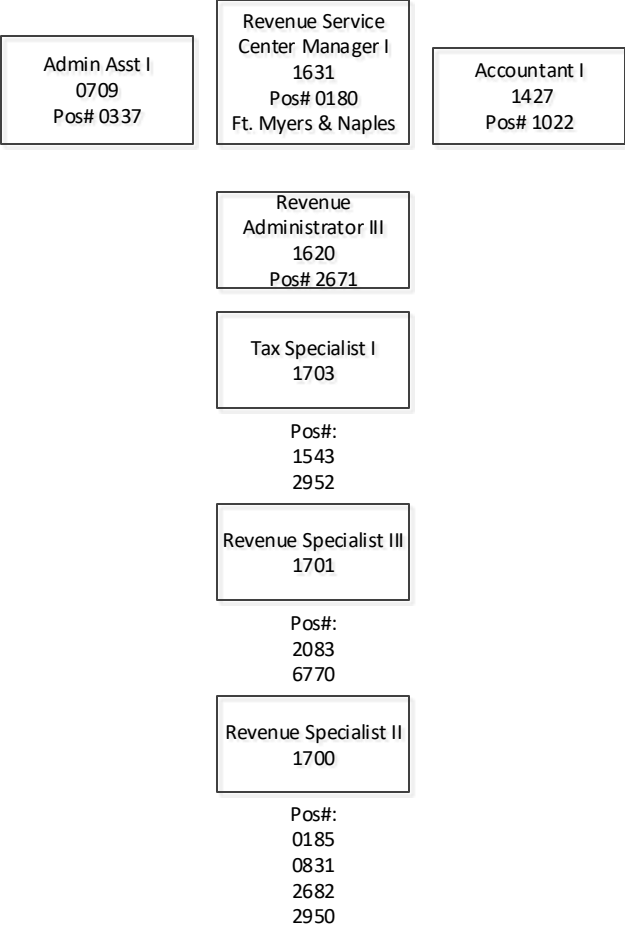 Admin Asst I
0709
Pos# 0337
Revenue Service
Center Manager I
1631
Pos# 0180
Ft. Myers & Naples
Accountant I
1427
Pos# 1022
Revenue
Administrator III
1620
Pos# 2671
Tax Specialist I
1703
Pos#:
1543
2952
Revenue Specialist III
1701
Pos#:
2083
6770
Revenue Specialist II
1700
Pos#:
0185
0831
2682
2950